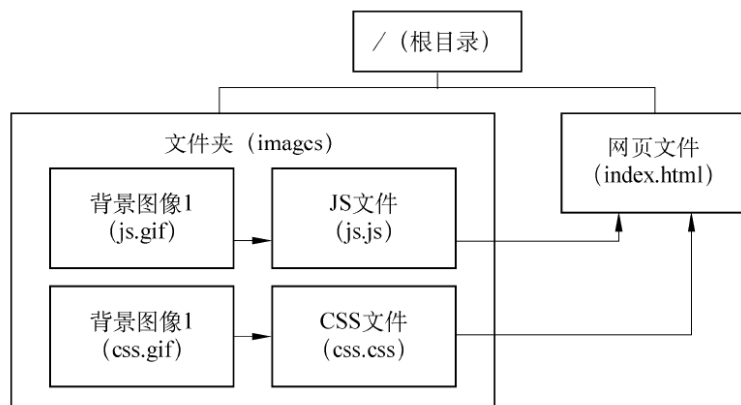 /（根目录）
文件夹（imagcs）
网页文件
（index.html）
背景图像1
（js.gif）
JS文件
（js.js）
背景图像1
（css.gif）
CSS文件
（css.css）